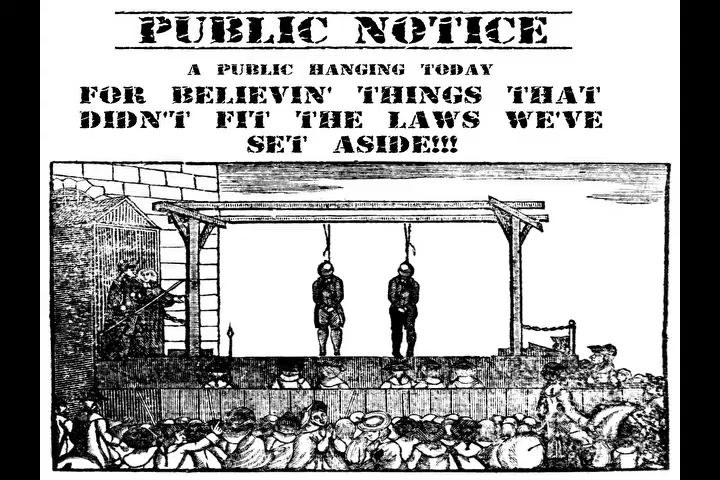 PUBLIC NOTICE
A PUBLIC HANGING TODAY
FOR BELIEVIN' THINGS THAT
DIDN'T FIT THE LAWS WE'VE
SET ASIDE!!!